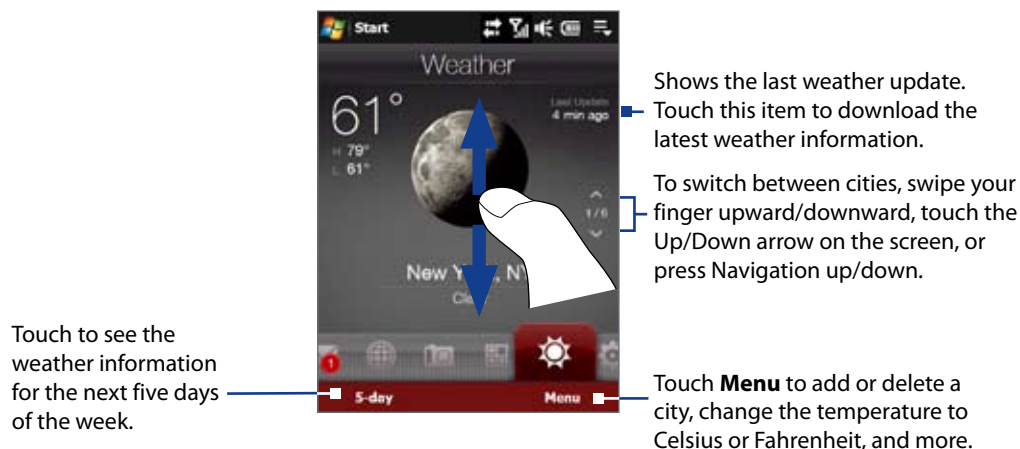 Start
Weather
61°
H 79°
L 61°
Last Update
4 min ago
1 / 6
New Y , NY
Cle
1
5-day
Menu
Shows the last weather update.
Touch this item to download the
latest weather information.
To switch between cities, swipe your
finger upward/downward, touch the
Up/Down arrow on the screen, or
press Navigation up/down.
Touch to see the
weather information
for the next five days
of the week.
Touch Menu to add or delete a
city, change the temperature to
Celsius or Fahrenheit, and more.